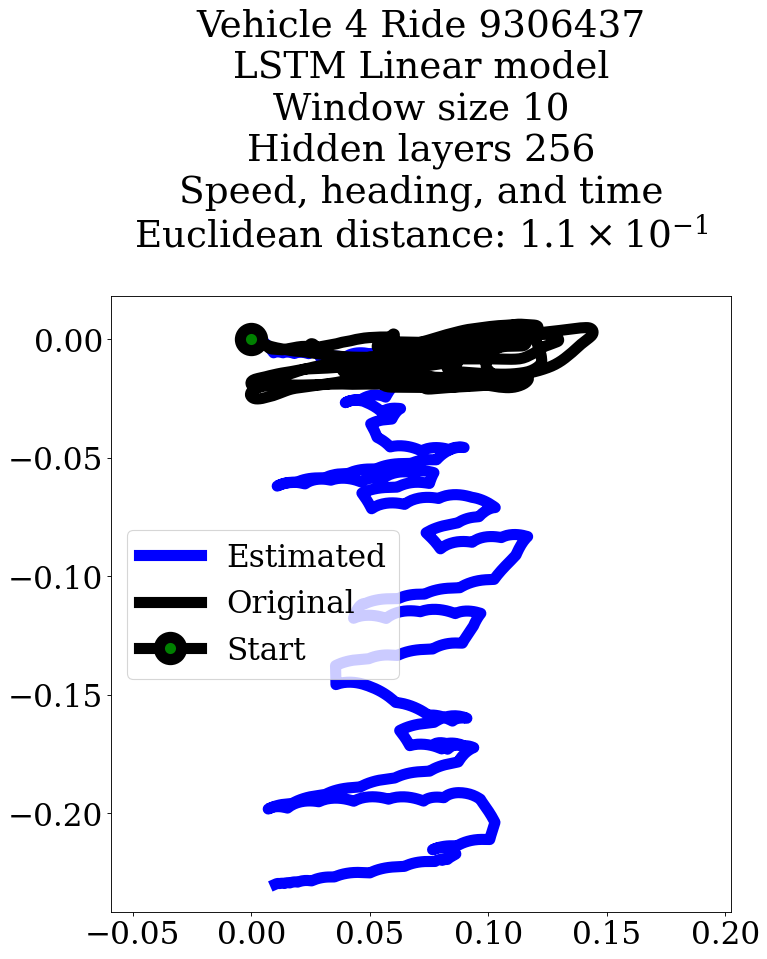 Vehicle 4 Ride 9306437
LSTM Linear model
Window size 10
Hidden layers 256
Speed, heading, and time
Euclidean distance: 1.1 × 10⁻¹
0.00
−0.05
−0.10
−0.15
−0.20
Estimated
Original
Start
−0.05 0.00 0.05 0.10 0.15 0.20